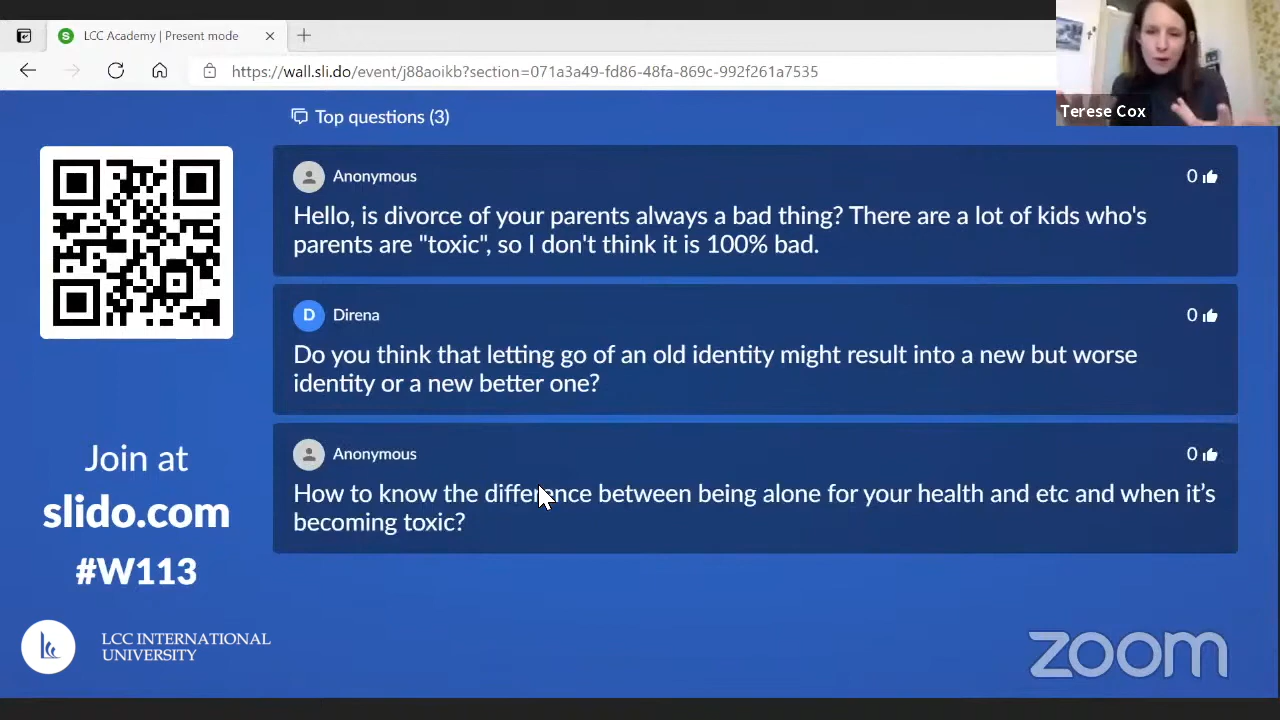 LCC Academy | Present mode
https://wall.sli.do/event/j88aoikb?section=071a3a49-fd86-48fa-869c-992f261a7535
Terese Cox
Top questions (3)
Anonymous
0
Hello, is divorce of your parents always a bad thing? There are a lot of kids who's
parents are "toxic", so I don't think it is 100% bad.
D
Direna
0
Do you think that letting go of an old identity might result into a new but worse
identity or a new better one?
Anonymous
0
How to know the difference between being alone for your health and etc and when it’s
becoming toxic?
Join at
slido.com
#W113
LCC INTERNATIONAL
UNIVERSITY
zoom